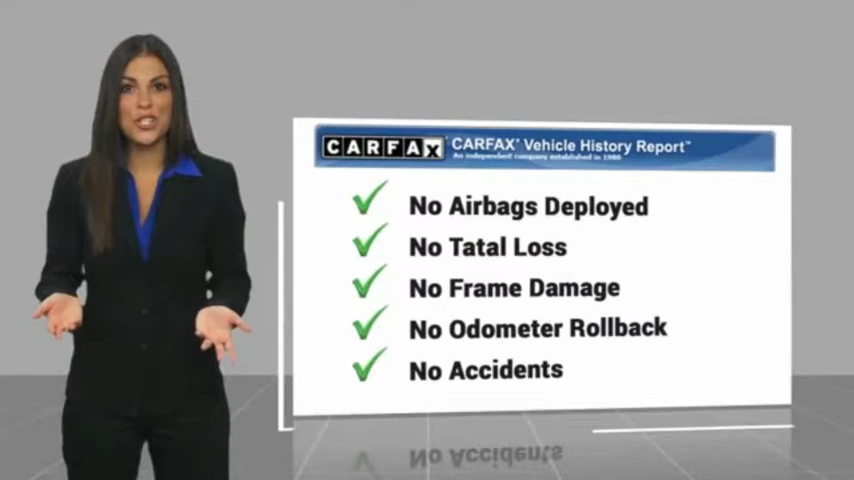 CARFAX CARFAX™ Vehicle History Report™
An independent company established in 1986
No Airbags Deployed
No Tatal Loss
No Frame Damage
No Odometer Rollback
No Accidents
No Accidents